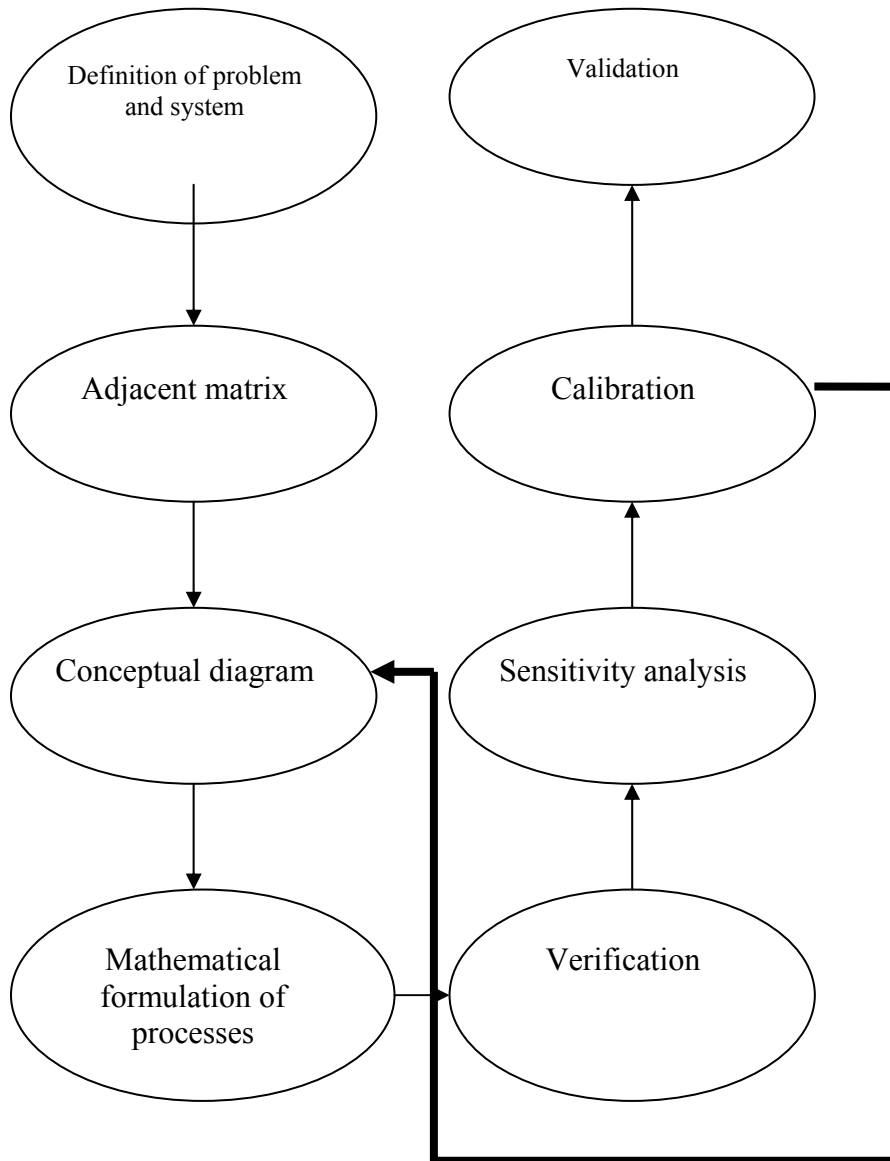 Definition of problem
and system
Adjacent matrix
Conceptual diagram
Mathematical
formulation of
processes
Validation
Calibration
Sensitivity analysis
Verification